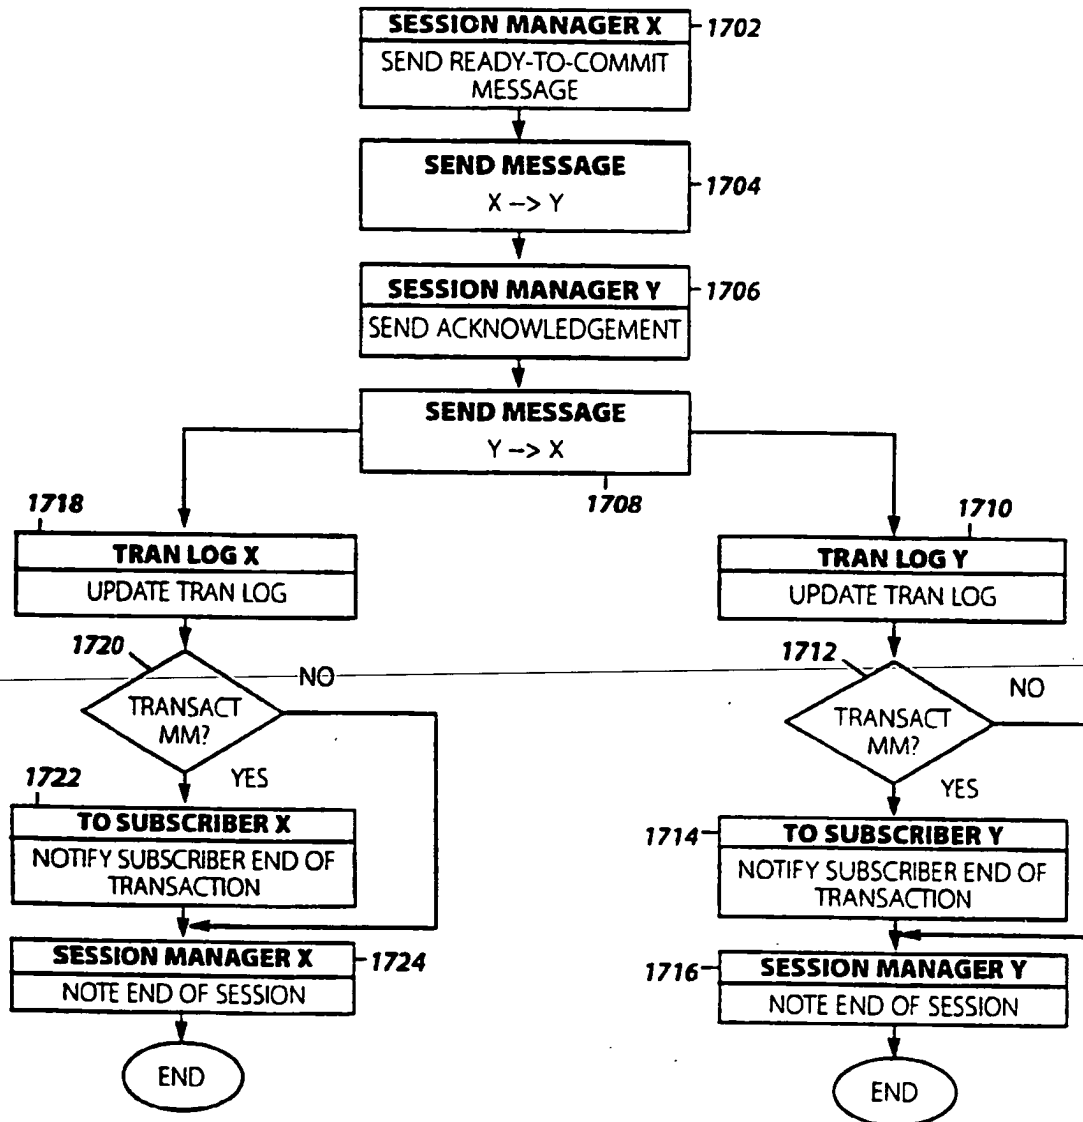 SESSION MANAGER X
1702
SEND READY-TO-COMMIT
MESSAGE
SEND MESSAGE
1704
X --> Y
SESSION MANAGER Y
1706
SEND ACKNOWLEDGEMENT
SEND MESSAGE
Y --> X
1708
1718
TRAN LOG X
UPDATE TRAN LOG
1720
NO
TRANSACT
MM?
YES
1722
TO SUBSCRIBER X
NOTIFY SUBSCRIBER END OF
TRANSACTION
SESSION MANAGER X
1724
NOTE END OF SESSION
END
1710
TRAN LOG Y
UPDATE TRAN LOG
1712
NO
TRANSACT
MM?
YES
1714
TO SUBSCRIBER Y
NOTIFY SUBSCRIBER END OF
TRANSACTION
1716
SESSION MANAGER Y
NOTE END OF SESSION
END